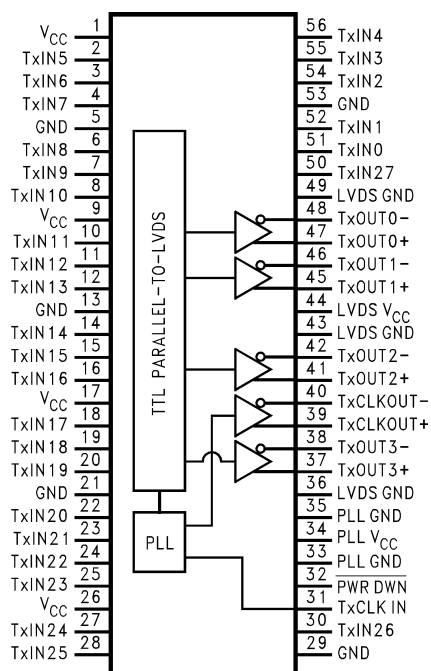 VCC 1
TxIN5 2
TxIN6 3
TxIN7 4
GND 5
TxIN8 6
TxIN9 7
TxIN10 8
VCC 9
TxIN11 10
TxIN12 11
TxIN13 12
GND 13
TxIN14 14
TxIN15 15
TxIN16 16
VCC 17
TxIN17 18
TxIN18 19
TxIN19 20
GND 21
TxIN20 22
TxIN21 23
TxIN22 24
TxIN23 25
VCC 26
TxIN24 27
TxIN25 28
TTL PARALLEL-TO-LVDS
PLL
56 TxIN4
55 TxIN3
54 TxIN2
53 GND
52 TxIN1
51 TxIN0
50 TxIN27
49 LVDS GND
48 TxOUT0-
47 TxOUT0+
46 TxOUT1-
45 TxOUT1+
44 LVDS VCC
43 LVDS GND
42 TxOUT2-
41 TxOUT2+
40 TxCLKOUT-
39 TxCLKOUT+
38 TxOUT3-
37 TxOUT3+
36 LVDS GND
35 PLL GND
34 PLL VCC
33 PLL GND
32 PWR DWN
31 TxCLK IN
30 TxIN26
29 GND